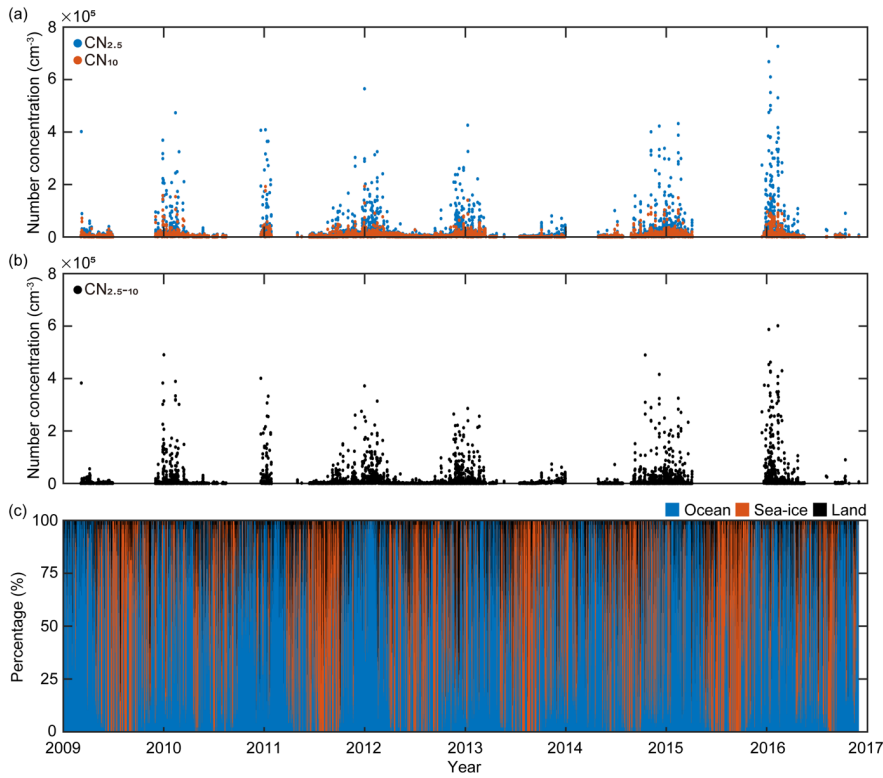 (a)
×10⁵
8
6
4
2
0
Number concentration (cm⁻³)
CN₂.₅
CN₁₀
(b)
×10⁵
8
6
4
2
0
Number concentration (cm⁻³)
CN₂.₅₋₁₀
(c)
Ocean Sea-ice Land
100
75
50
25
0
Percentage (%)
2009 2010 2011 2012 2013 2014 2015 2016 2017
Year